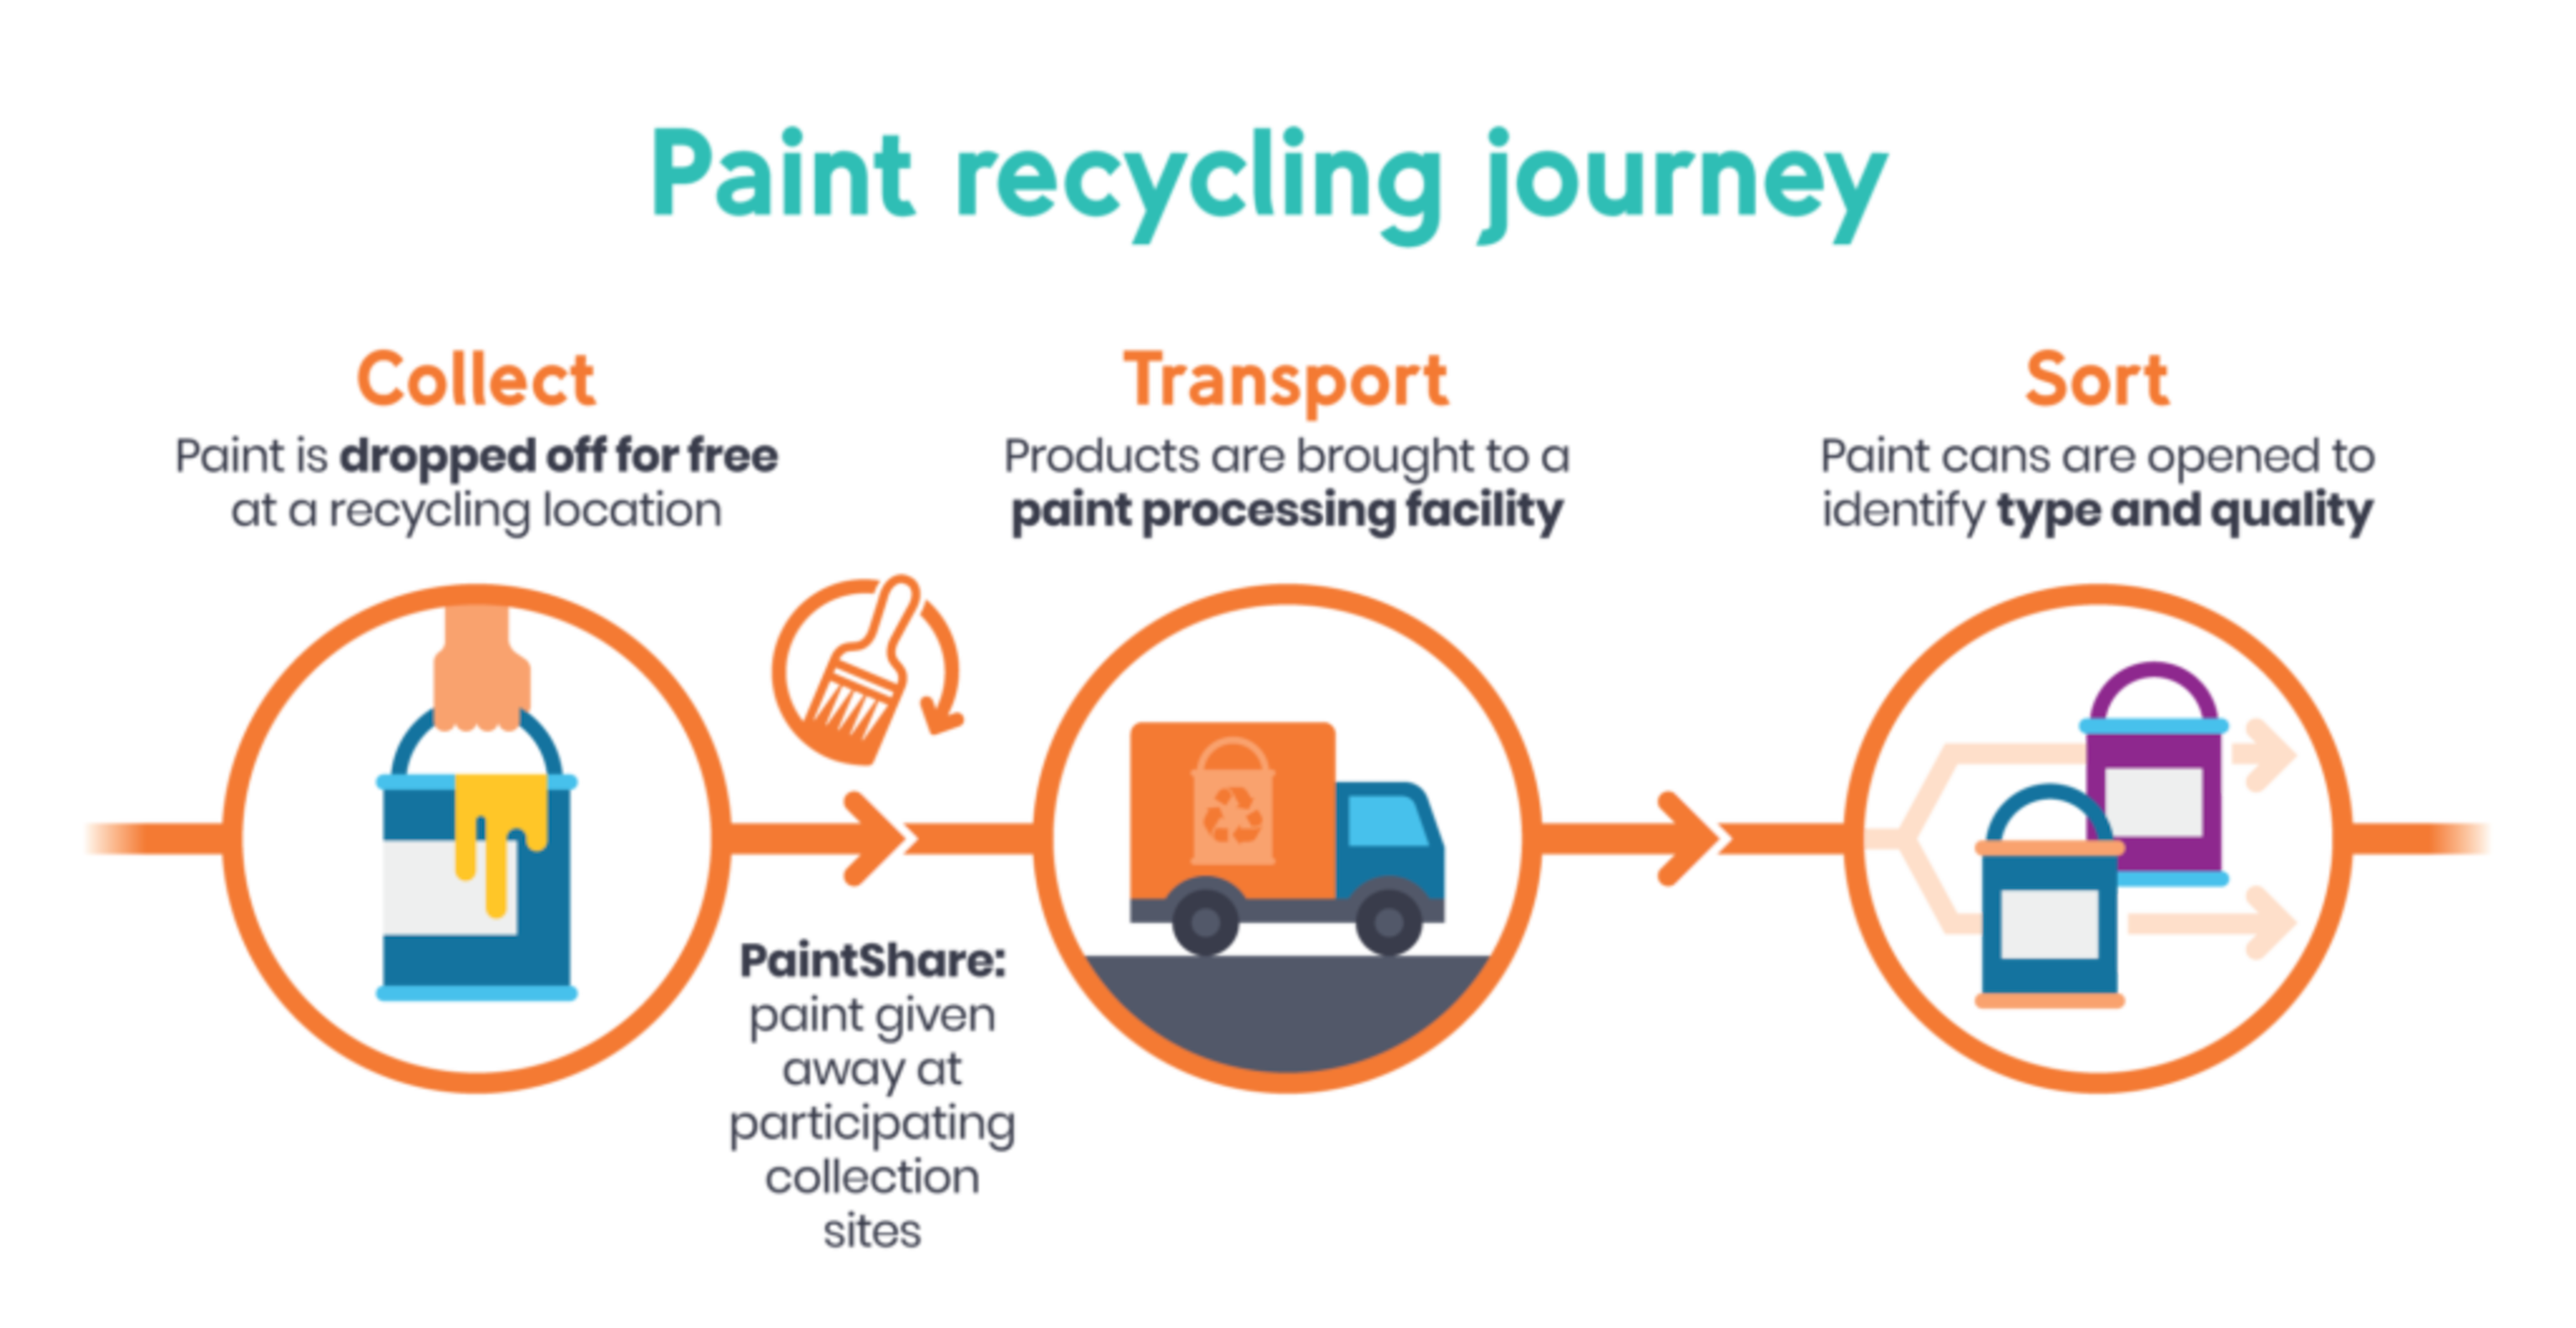 Paint recycling journey
Collect
Paint is dropped off for free
at a recycling location
PaintShare:
paint given
away at
participating
collection
sites
Transport
Products are brought to a
paint processing facility
Sort
Paint cans are opened to
identify type and quality